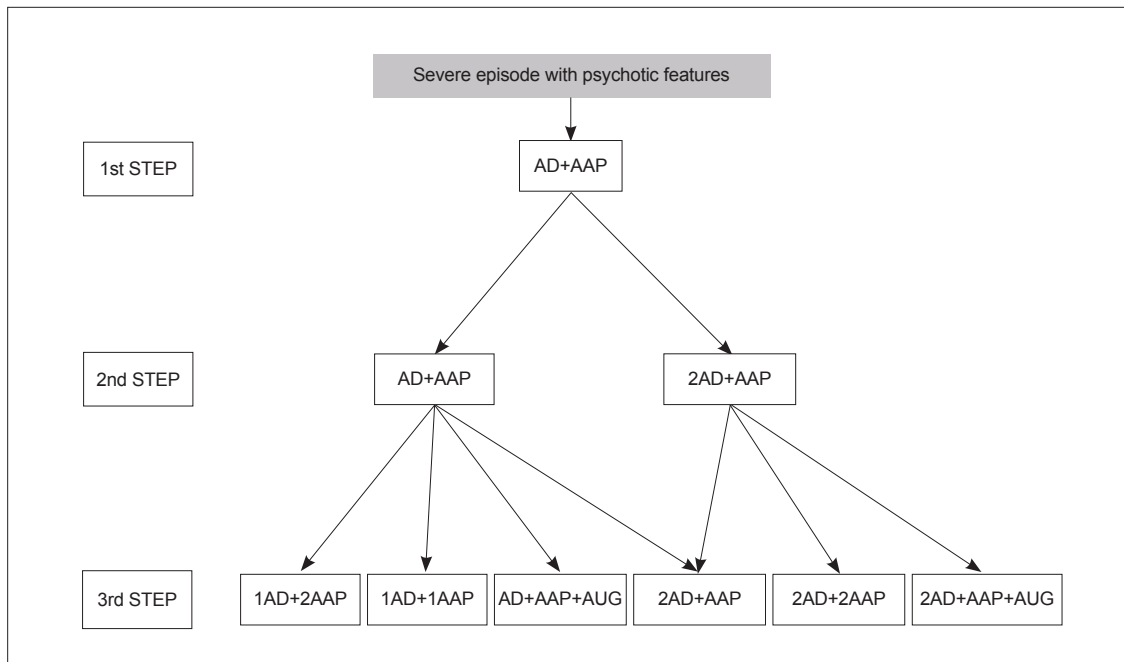 Severe episode with psychotic features
1st STEP
AD+AAP
2nd STEP
AD+AAP
2AD+AAP
3rd STEP
1AD+2AAP
1AD+1AAP
AD+AAP+AUG
2AD+AAP
2AD+2AAP
2AD+AAP+AUG